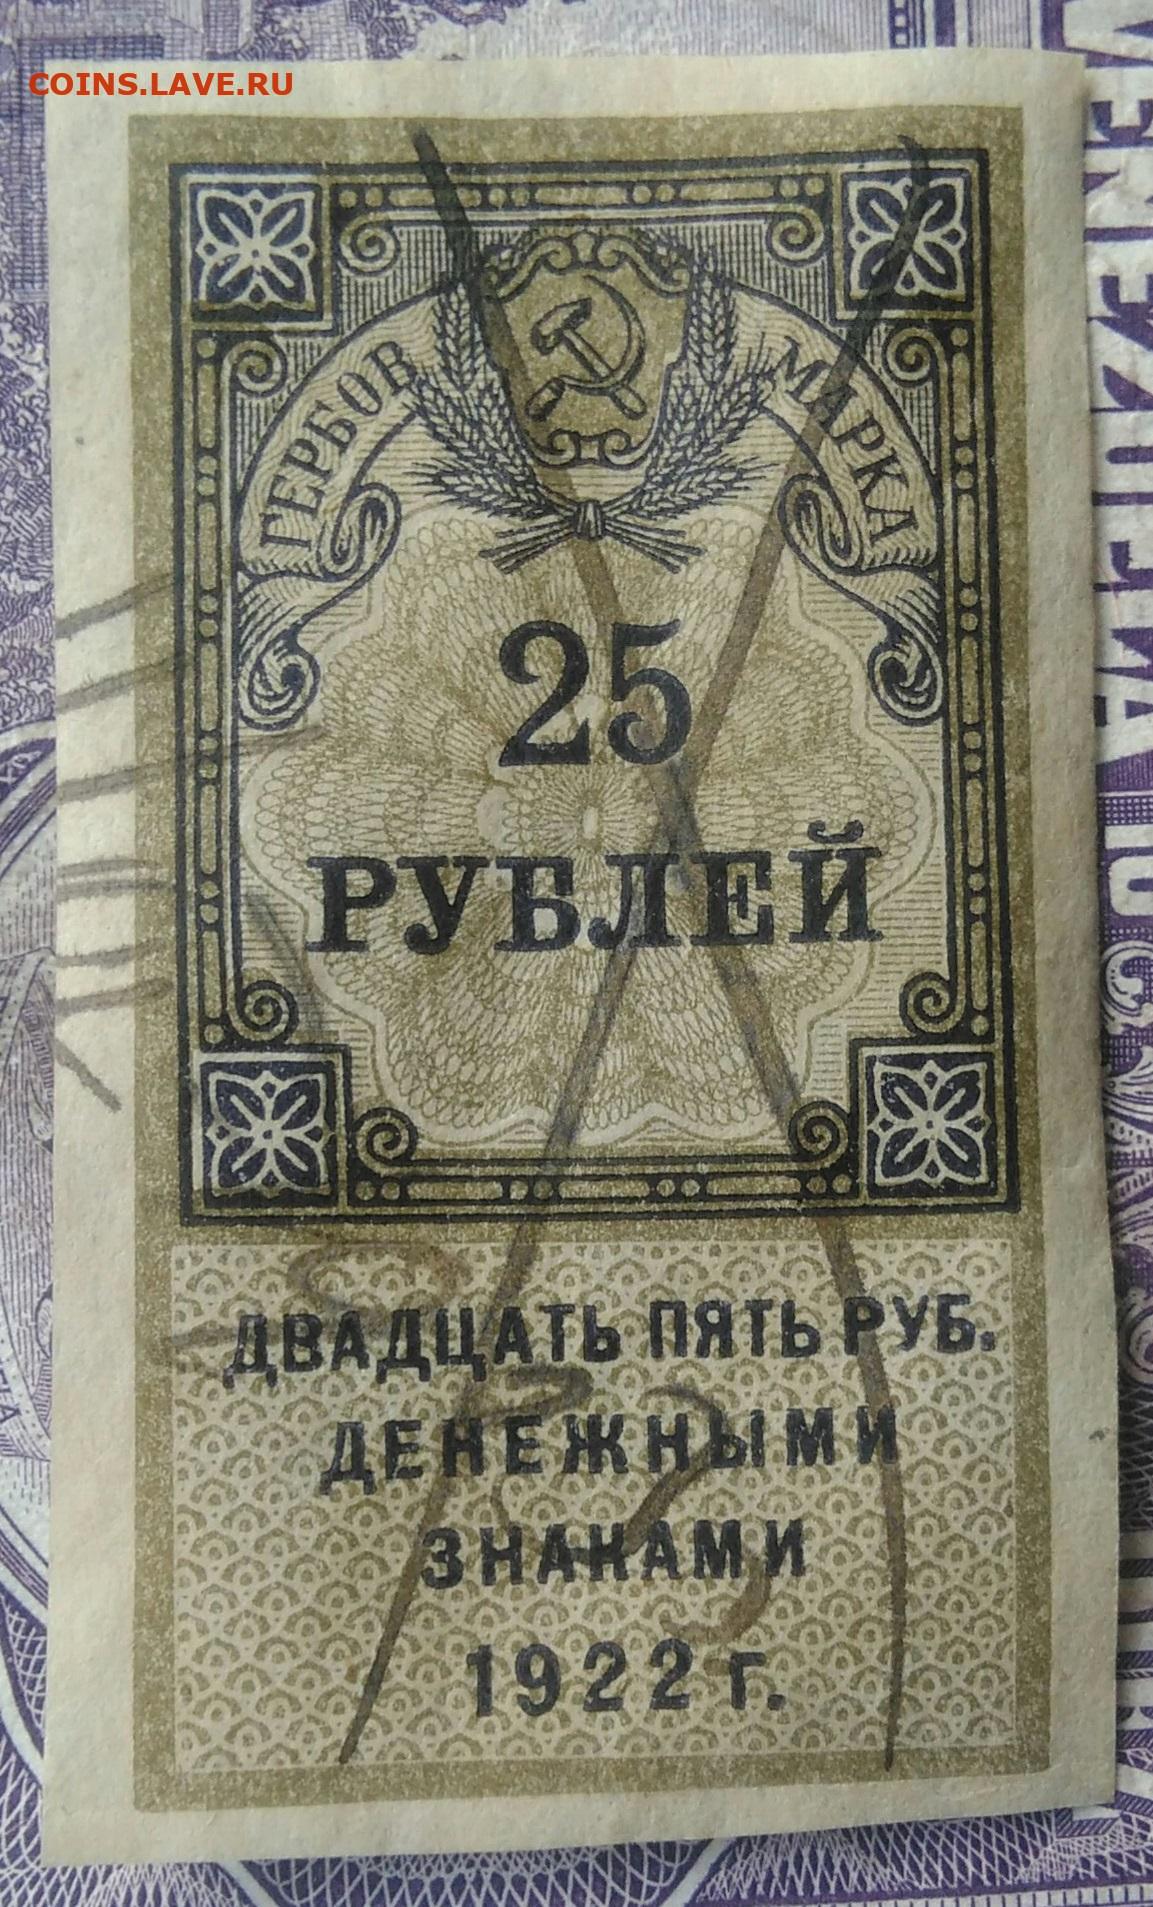 COINS.LAVE.RU
ГЕРБОВ МАРКА
25
РУБЛЕЙ
ДВАДЦАТЬ ПЯТЬ РУБ.
ДЕНЕЖНЫМИ
ЗНАКАМИ
1922 г.